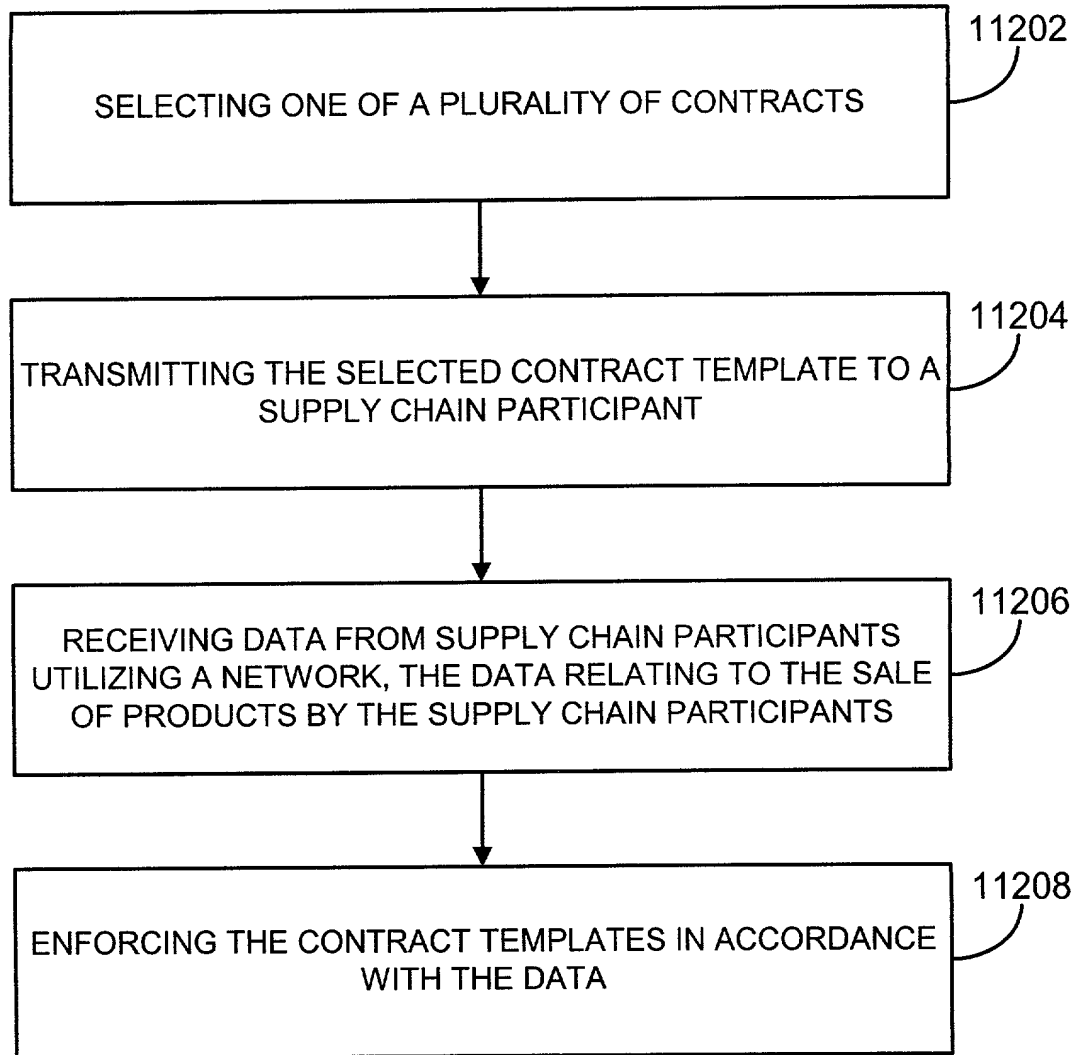 11202
SELECTING ONE OF A PLURALITY OF CONTRACTS
11204
TRANSMITTING THE SELECTED CONTRACT TEMPLATE TO A
SUPPLY CHAIN PARTICIPANT
11206
RECEIVING DATA FROM SUPPLY CHAIN PARTICIPANTS
UTILIZING A NETWORK, THE DATA RELATING TO THE SALE
OF PRODUCTS BY THE SUPPLY CHAIN PARTICIPANTS
11208
ENFORCING THE CONTRACT TEMPLATES IN ACCORDANCE
WITH THE DATA